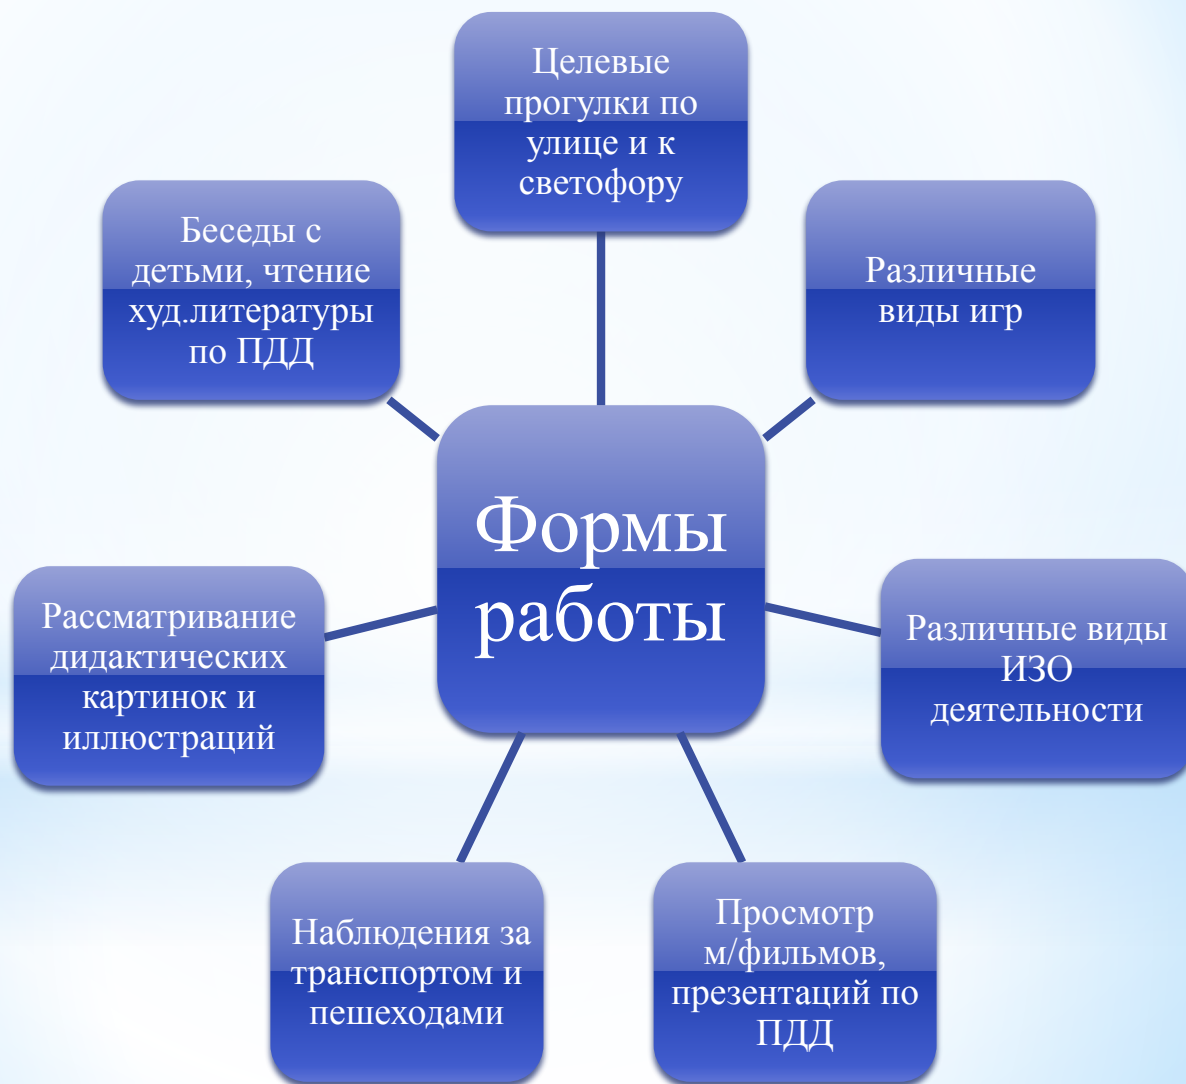 Целевые
прогулки по
улице и к
светофору
Беседы с
детьми, чтение
худ.литературы
по ПДД
Различные
виды игр
Формы
работы
Рассматривание
дидактических
картинок и
иллюстраций
Различные виды
ИЗО
деятельности
Наблюдения за
транспортом и
пешеходами
Просмотр
м/фильмов,
презентаций по
ПДД